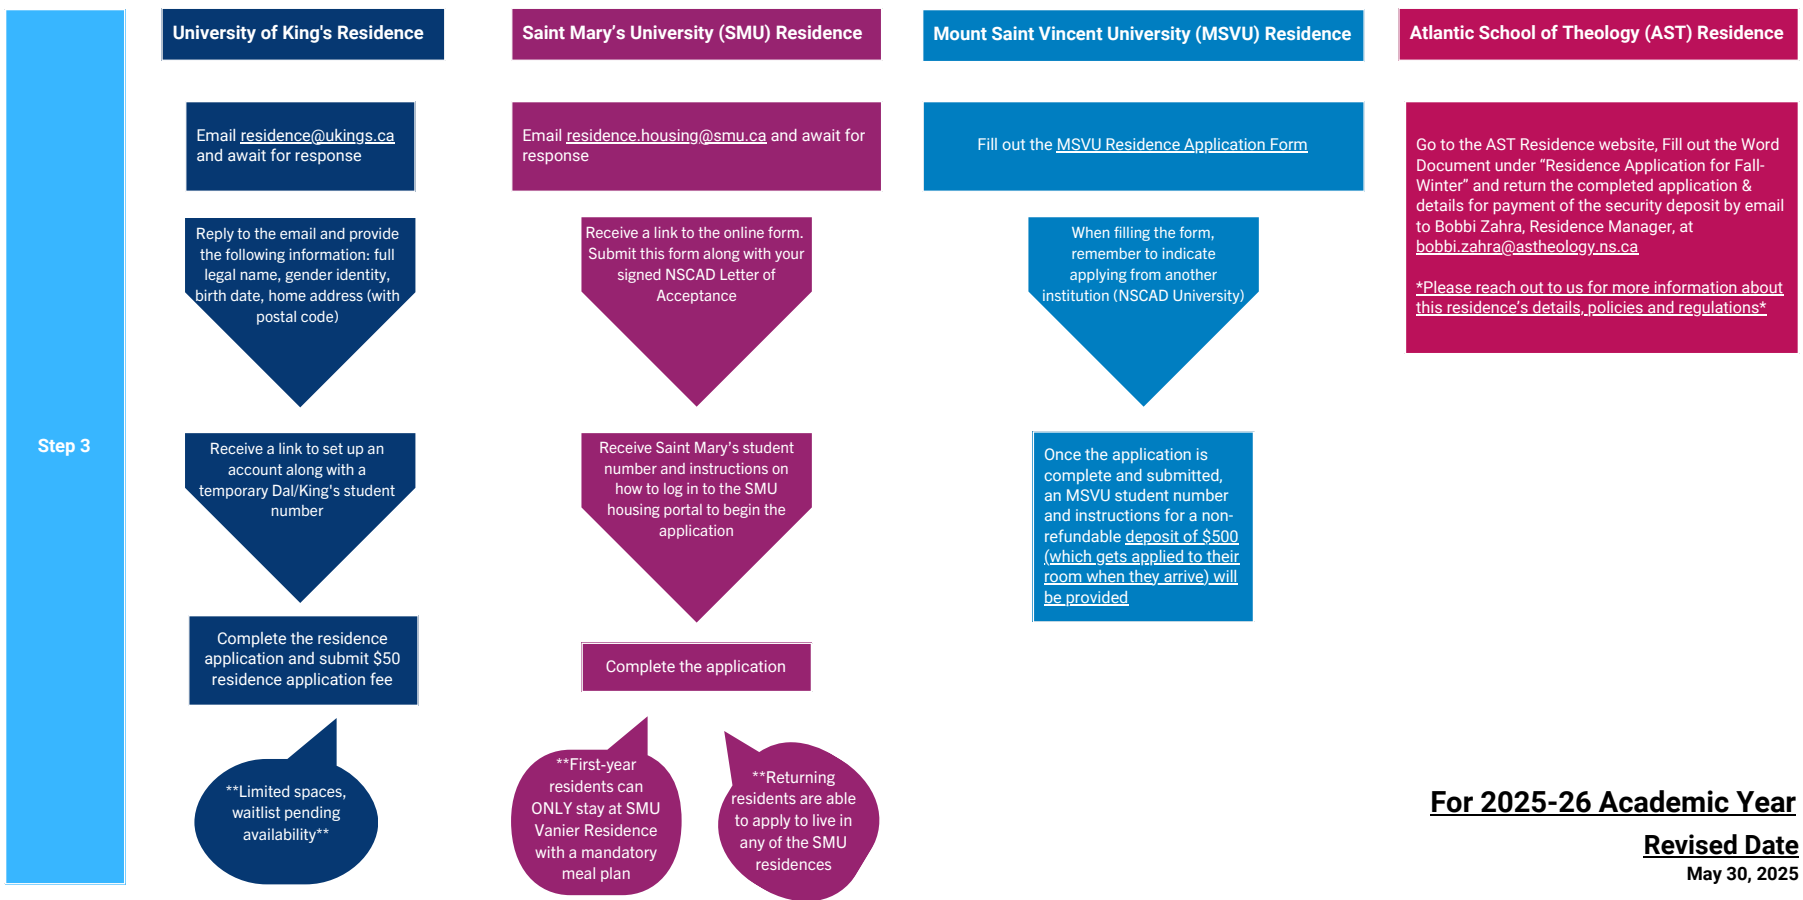 Step 3
University of King's Residence
Email residence@ukings.ca
and await for response
Reply to the email and provide
the following information: full
legal name, gender identity,
birth date, home address (with
postal code)
Receive a link to set up an
account along with a
temporary Dal/King's student
number
Complete the residence
application and submit $50
residence application fee
**Limited spaces,
waitlist pending
availability**
Saint Mary's University (SMU) Residence
Email residence.housing@smu.ca and await for
response
Receive a link to the online form.
Submit this form along with your
signed NSCAD Letter of
Acceptance
Receive Saint Mary's student
number and instructions on
how to log in to the SMU
housing portal to begin the
application
Complete the application
**First-year
residents can
ONLY stay at SMU
Vanier Residence
with a mandatory
meal plan
**Returning
residents are able
to apply to live in
any of the SMU
residences
Mount Saint Vincent University (MSVU) Residence
Fill out the MSVU Residence Application Form
When filling the form,
remember to indicate
applying from another
institution (NSCAD University)
Once the application is
complete and submitted,
an MSVU student number
and instructions for a non-
refundable deposit of $500
(which gets applied to their
room when they arrive) will
be provided
Atlantic School of Theology (AST) Residence
Go to the AST Residence website, Fill out the Word
Document under “Residence Application for Fall-
Winter” and return the completed application &
details for payment of the security deposit by email
to Bobbi Zahra, Residence Manager, at
bobbi.zahra@astheology.ns.ca
*Please reach out to us for more information about
this residence's details, policies and regulations*
For 2025-26 Academic Year
Revised Date
May 30, 2025